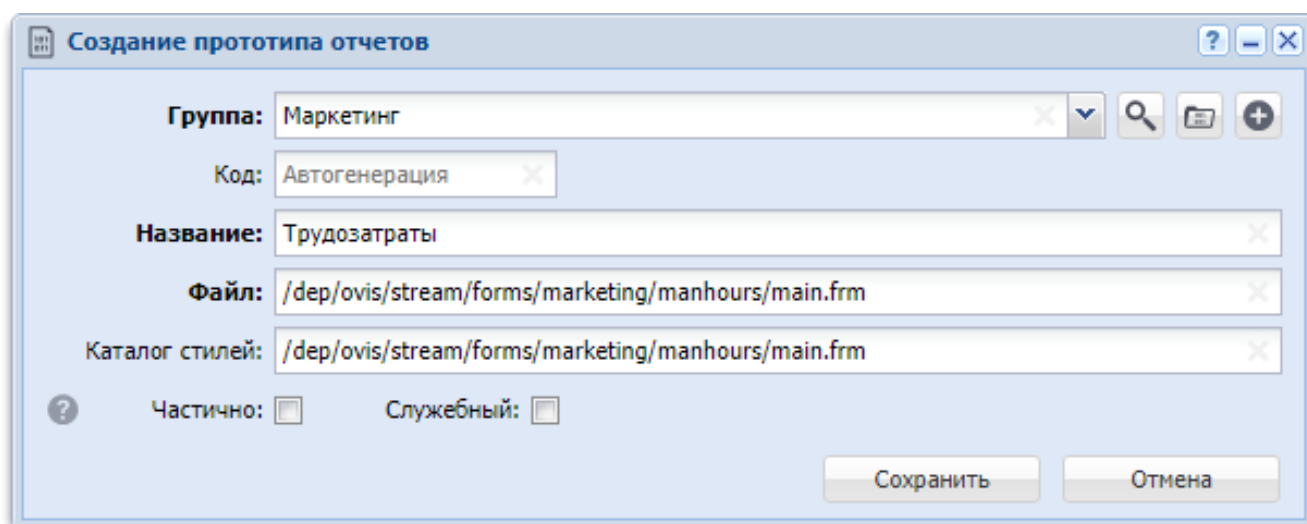 Создание прототипа отчетов
Группа: Маркетинг
Код: Автогенерация
Название: Трудозатраты
Файл: /dep/ovis/stream/forms/marketing/manhours/main.frm
Каталог стилей: /dep/ovis/stream/forms/marketing/manhours/main.frm
Частично: Служебный:
Сохранить Отмена